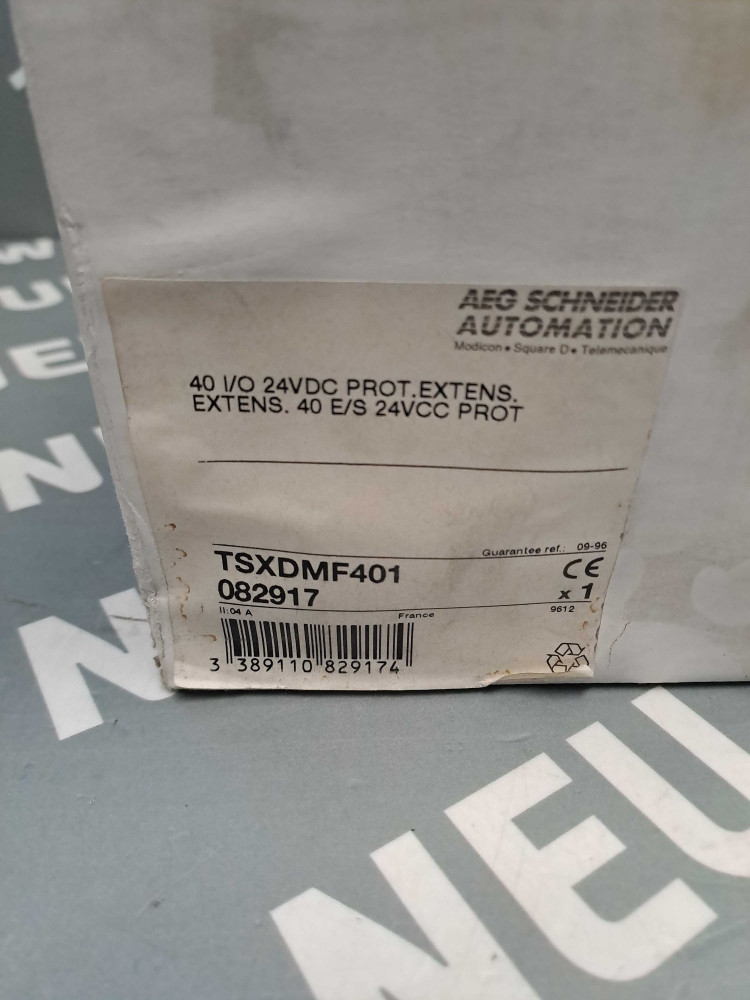 AEG SCHNEIDER
AUTOMATION
Modicon • Square D • Telemecanique
40 I/O 24VDC PROT.EXTENS.
EXTENS. 40 E/S 24VCC PROT
Guarantee ref.: 09-96
TSXDMF401
CE
082917
x 1
II:04 A
France
9612
3 389110 829174
NEU